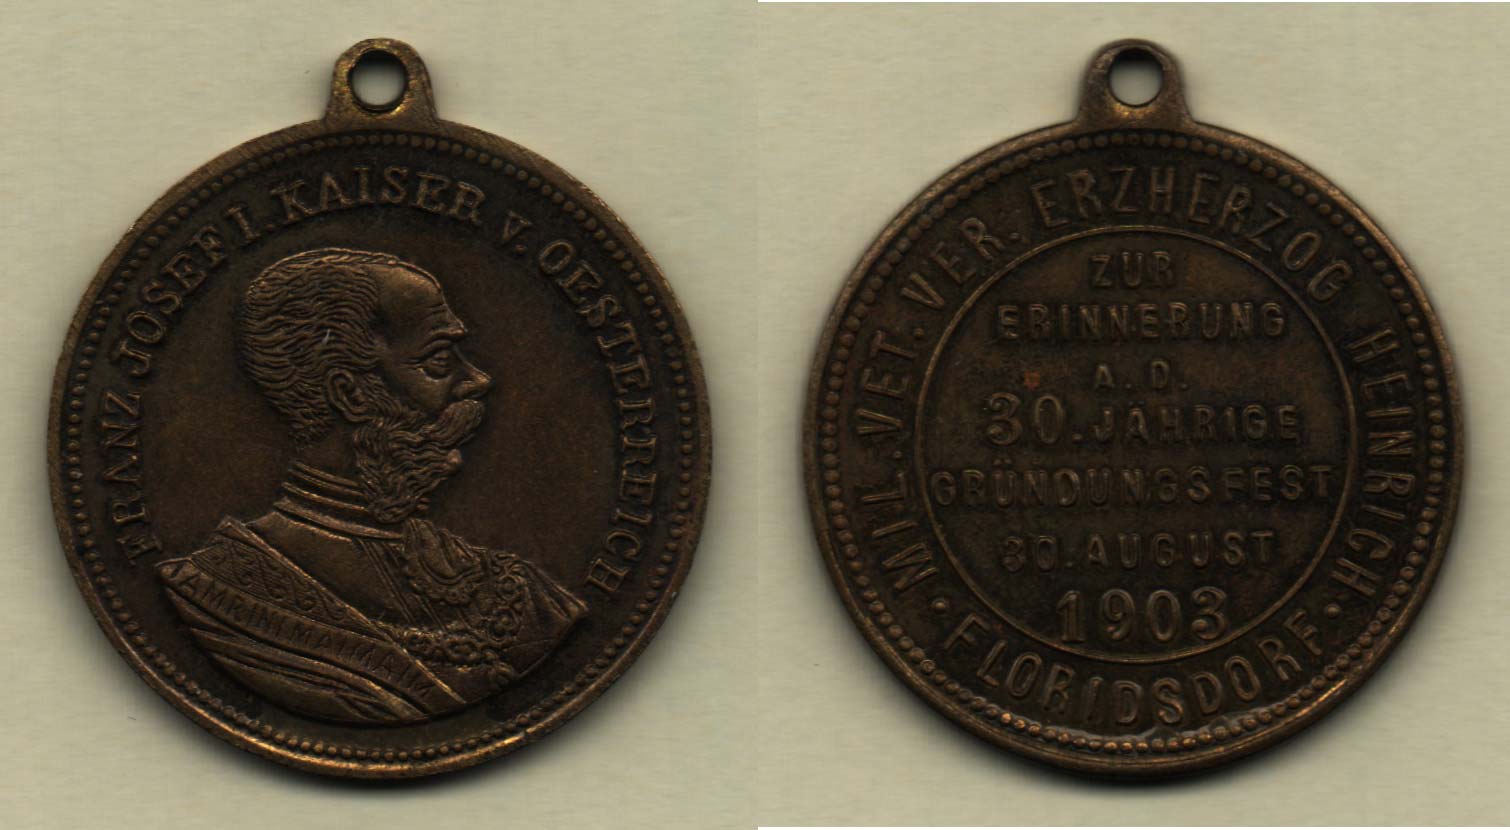 FRANZ JOSEF I. KAISER v. OESTERREICH
MIL. VET. VER. ERZHERZOG HEINRICH
ZUR
ERINNERUNG
A. D.
30. JÄHRIGE
GRÜNDUNGSFEST
30. AUGUST
1903
· FLORIDSDORF ·